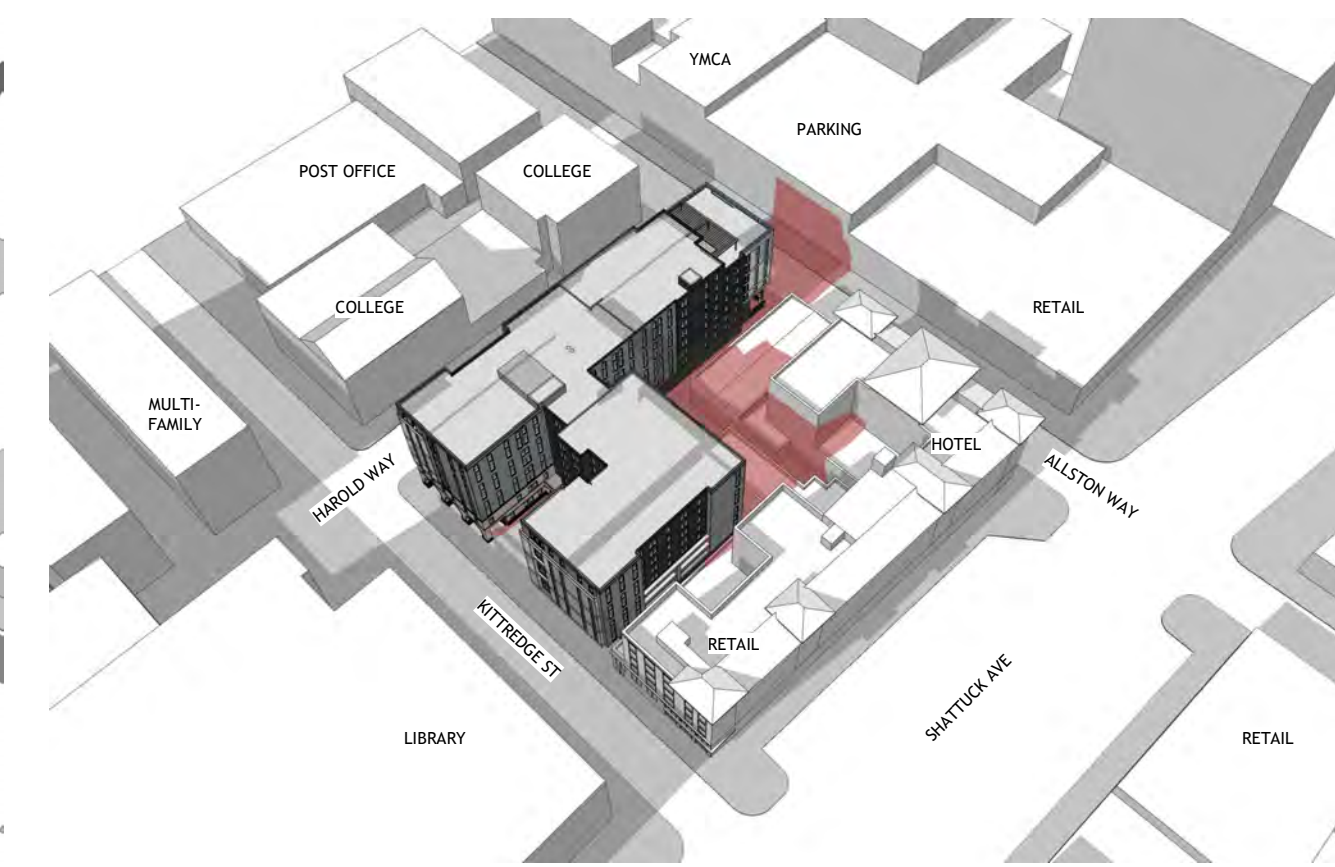 YMCA
PARKING
POST OFFICE
COLLEGE
COLLEGE
RETAIL
MULTI-
FAMILY
HOTEL
HAROLD WAY
ALLSTON WAY
KITTREDGE ST
RETAIL
SHATTUCK AVE
LIBRARY
RETAIL